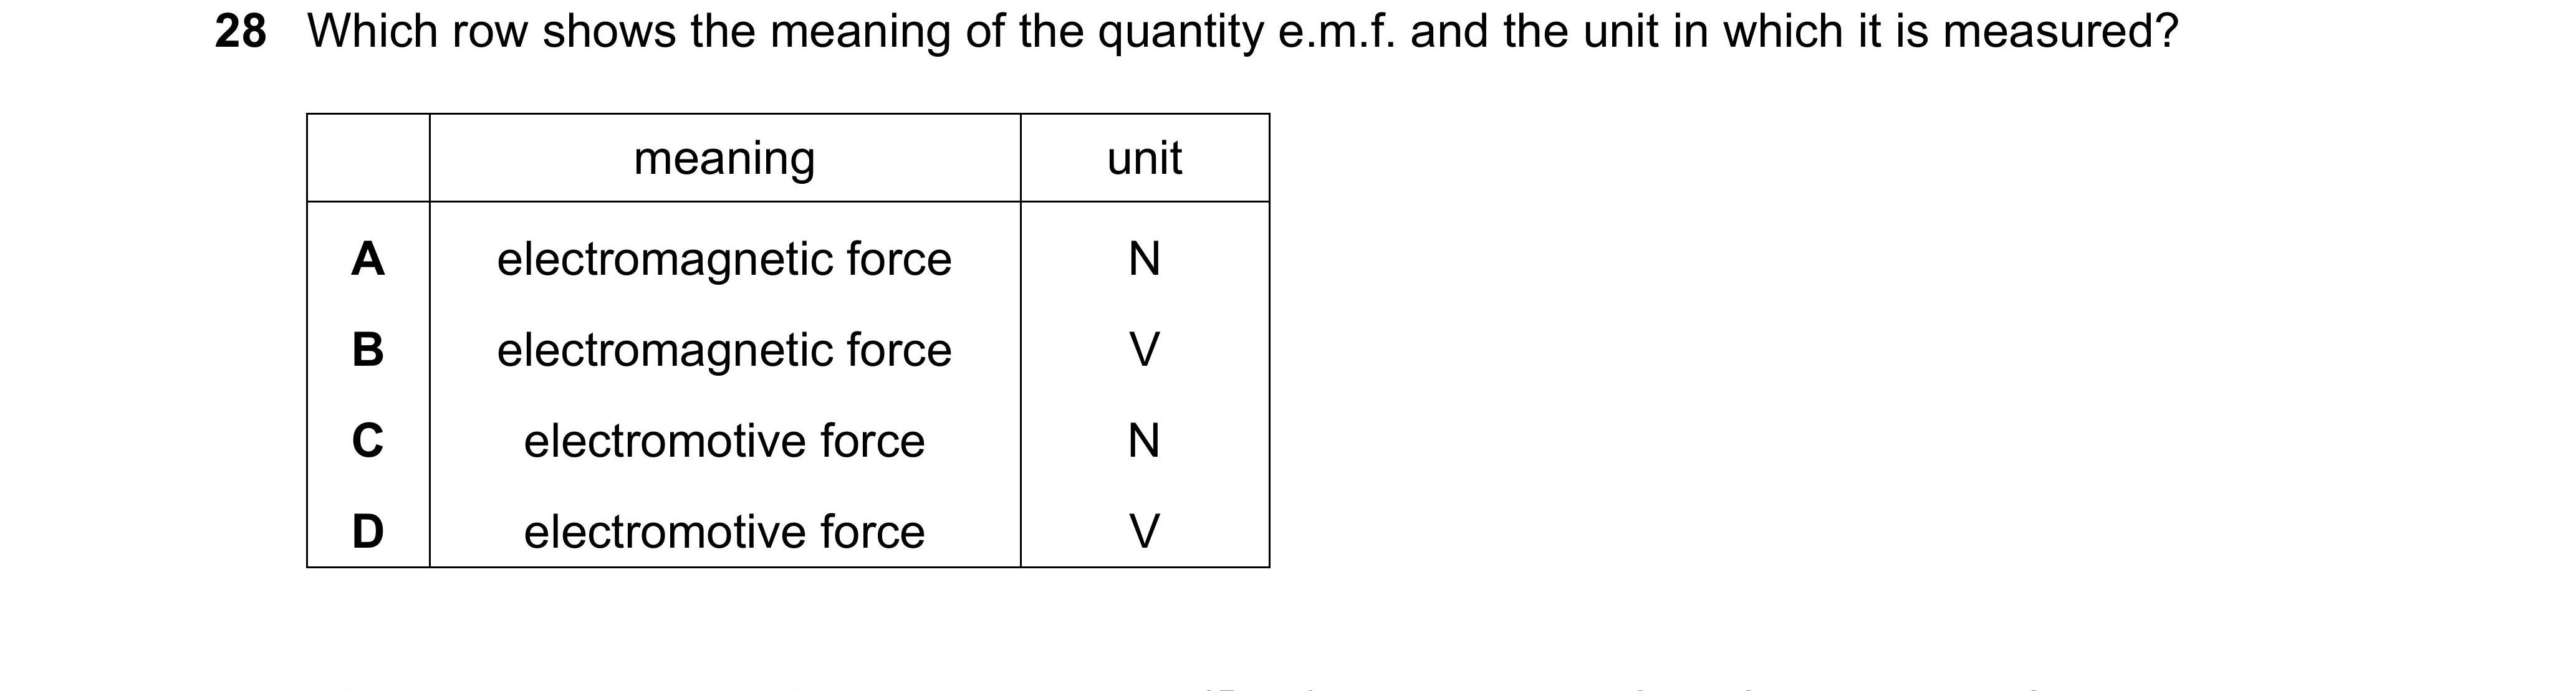 28 Which row shows the meaning of the quantity e.m.f. and the unit in which it is measured?
meaning unit
A electromagnetic force N
B electromagnetic force V
C electromotive force N
D electromotive force V